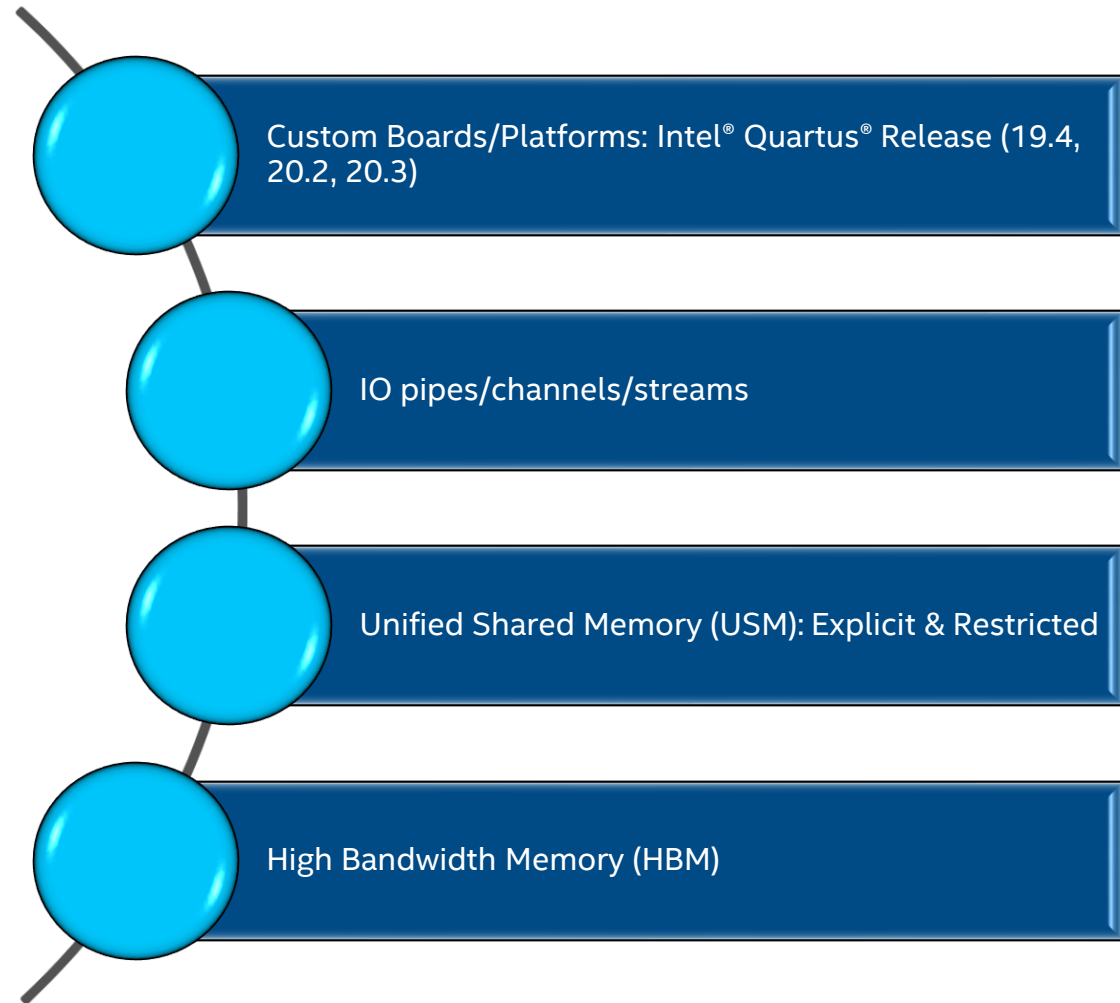 Custom Boards/Platforms: Intel® Quartus® Release (19.4,
20.2, 20.3)
IO pipes/channels/streams
Unified Shared Memory (USM): Explicit & Restricted
High Bandwidth Memory (HBM)